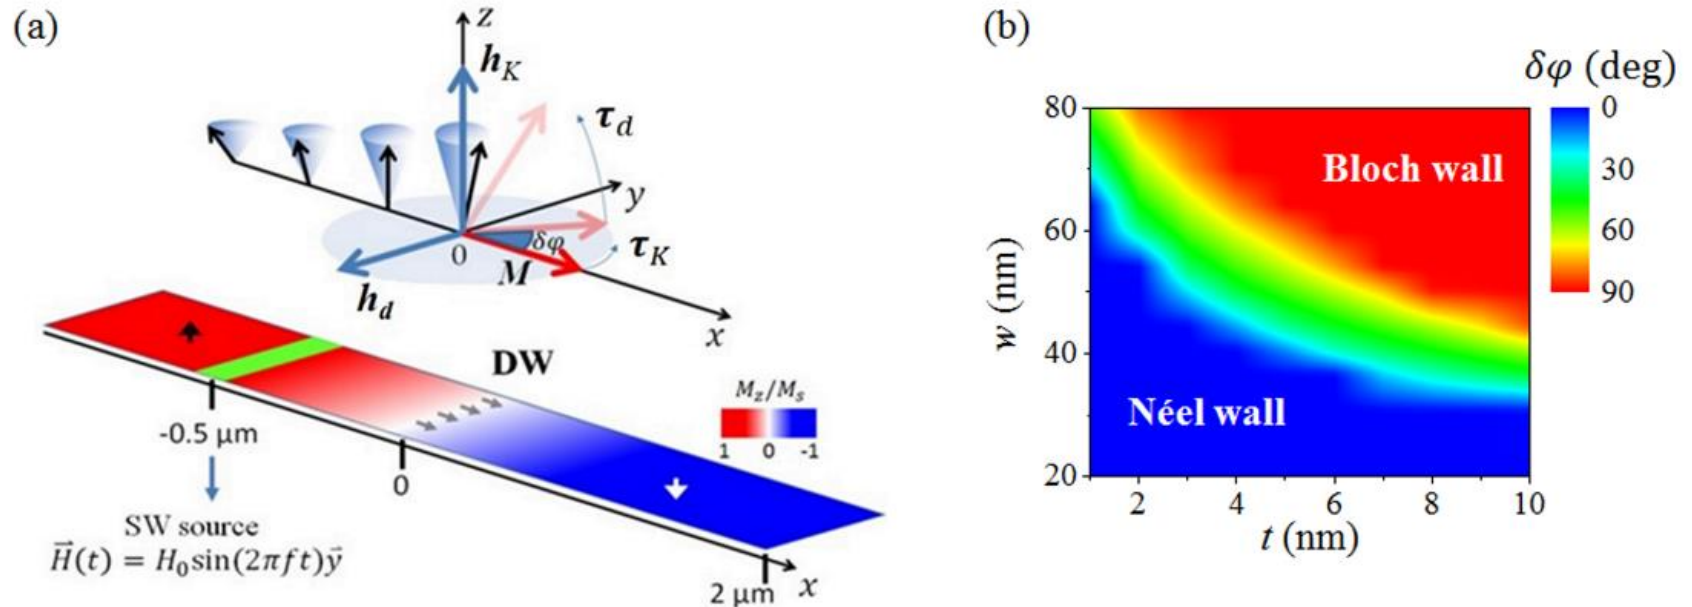 (a)
z
h_K
τ_d
y
δφ
τ_K
0
M
h_d
x
DW
M_z/M_s
1 0 -1
-0.5 μm
0
SW source
H⃗(t) = H₀sin(2πft)y⃗
2 μm
x
(b)
δφ (deg)
80
60
40
20
w (nm)
Bloch wall
Néel wall
2 4 6 8 10
t (nm)
0
30
60
90